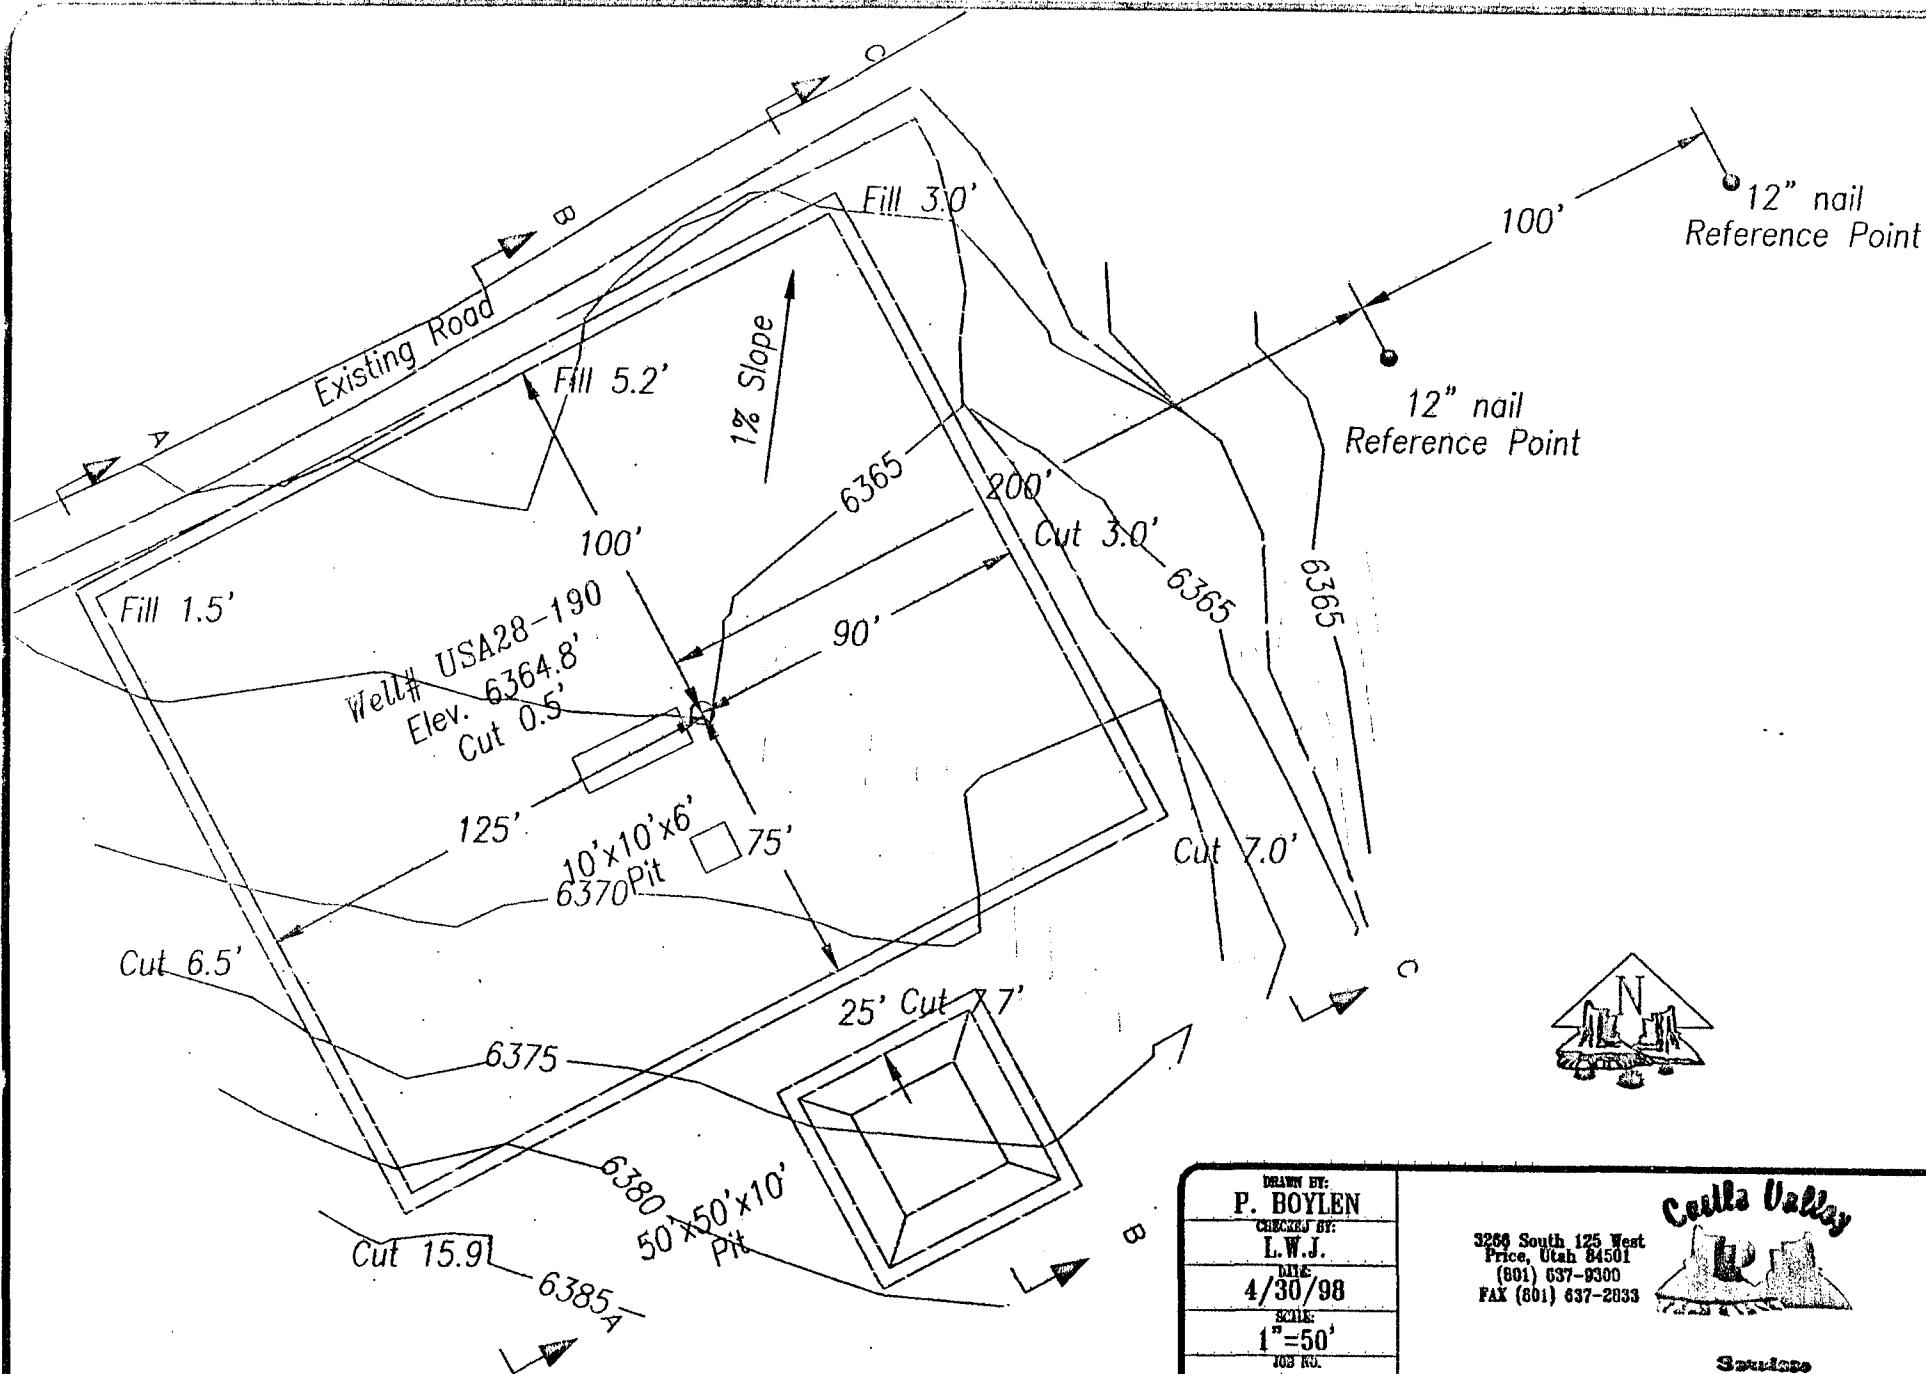 C
B
Existing Road
A
Fill 3.0'
Fill 5.2'
1% Slope
100'
12" nail
Reference Point
12" nail
Reference Point
6365
200'
Cut 3.0'
6365
6365
100'
90'
Fill 1.5'
Well# USA28-190
Elev. 6364.8'
Cut 0.5'
125'
10'x10'x6'
Pit
75'
6370
Cut 7.0'
Cut 6.5'
25'
Cut 7.7'
C
N
6375
6380
50'x50'x10'
Pit
B
Cut 15.9'
6385
A
DRAWN BY:
P. BOYLEN
CHECKED BY:
L.W.J.
DATE:
4/30/98
SCALE:
1"=50'
JOB NO.
Castle Valley
3266 South 125 West
Price, Utah 84501
(801) 637-9300
FAX (801) 637-2833
Services